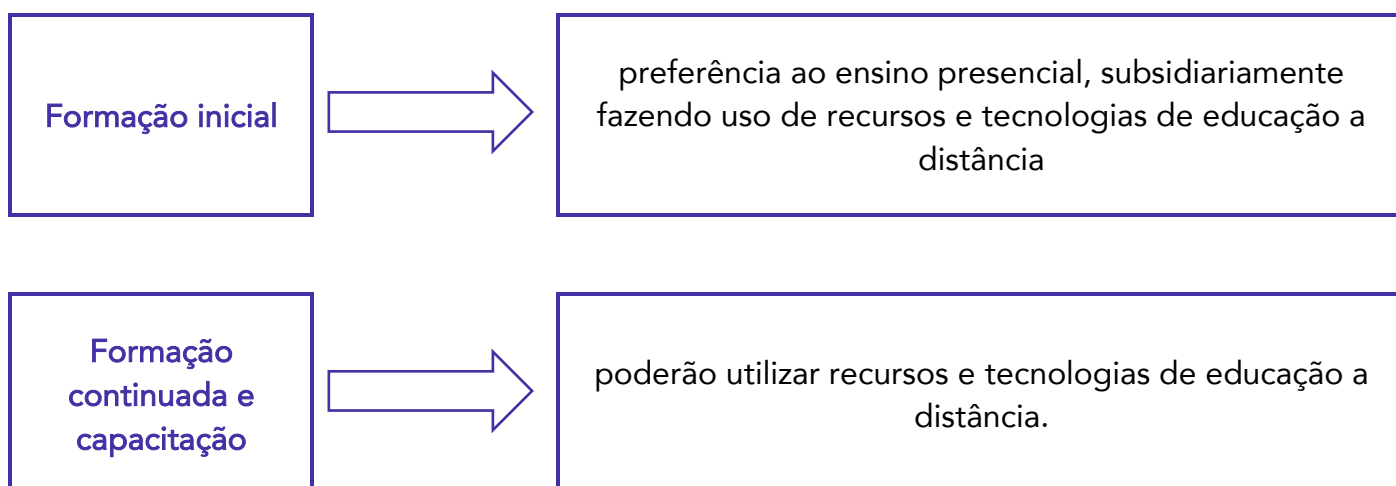 Formação inicial
preferência ao ensino presencial, subsidiariamente
fazendo uso de recursos e tecnologias de educação a
distância
Formação
continuada e
capacitação
poderão utilizar recursos e tecnologias de educação a
distância.